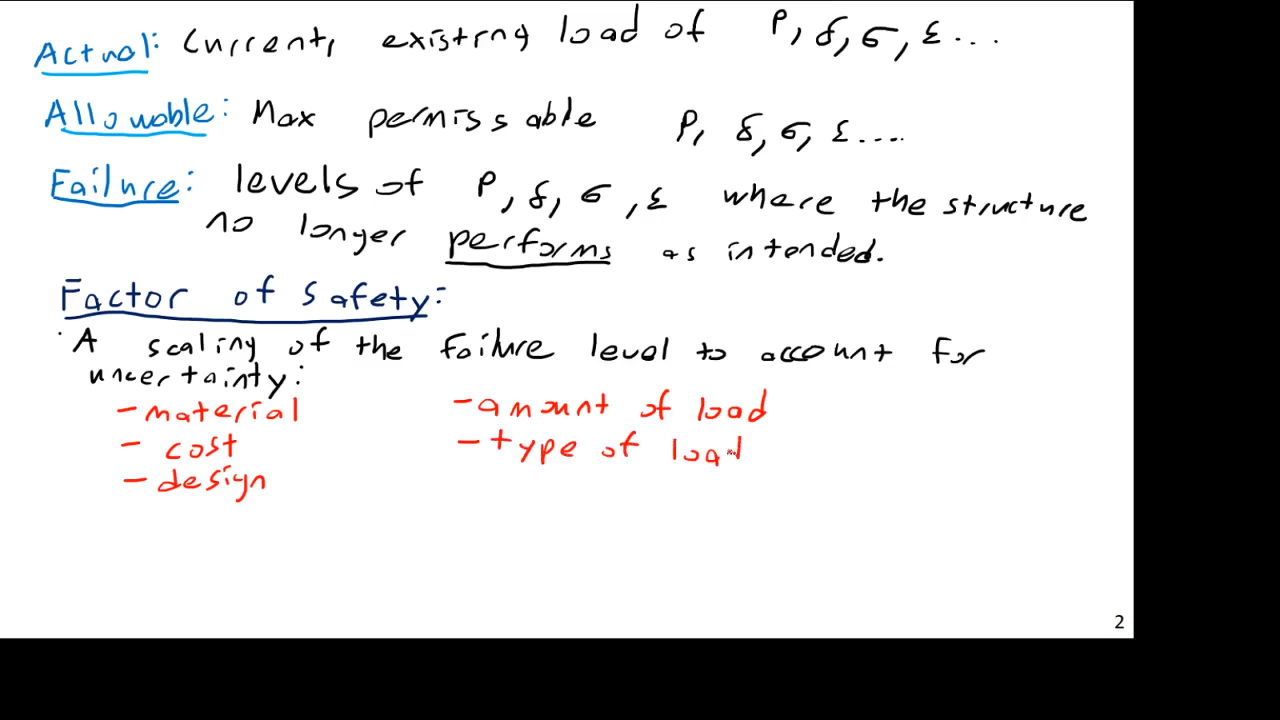 Actual: Current, existing load of P, δ, σ, ε...
Allowable: Max permissable P, δ, σ, ε....
Failure: levels of P, δ, σ, ε where the structure
no longer performs as intended.
Factor of Safety:
· A scaling of the failure level to account for
uncertainty:
- material
- cost
- design
- amount of load
- type of load
2